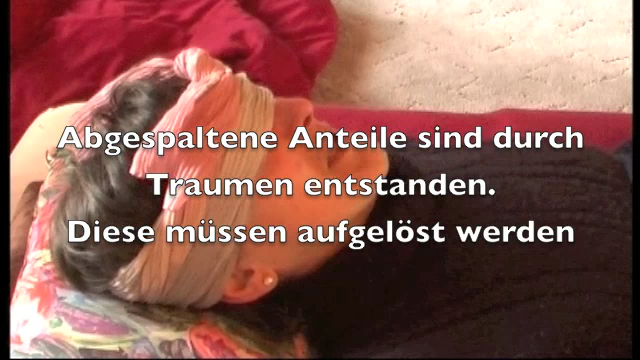 Abgespaltene Anteile sind durch
Traumen entstanden.
Diese müssen aufgelöst werden